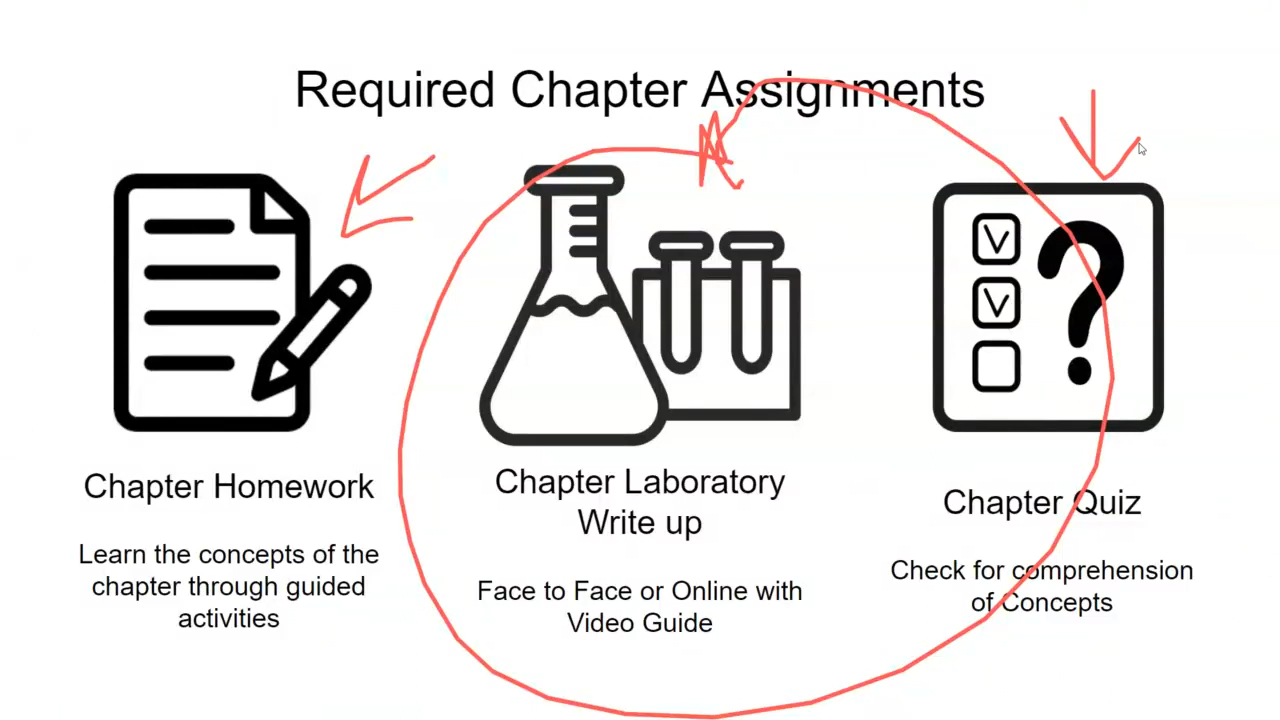 Required Chapter Assignments
Chapter Homework
Learn the concepts of the
chapter through guided
activities
Chapter Laboratory
Write up
Face to Face or Online with
Video Guide
Chapter Quiz
Check for comprehension
of Concepts